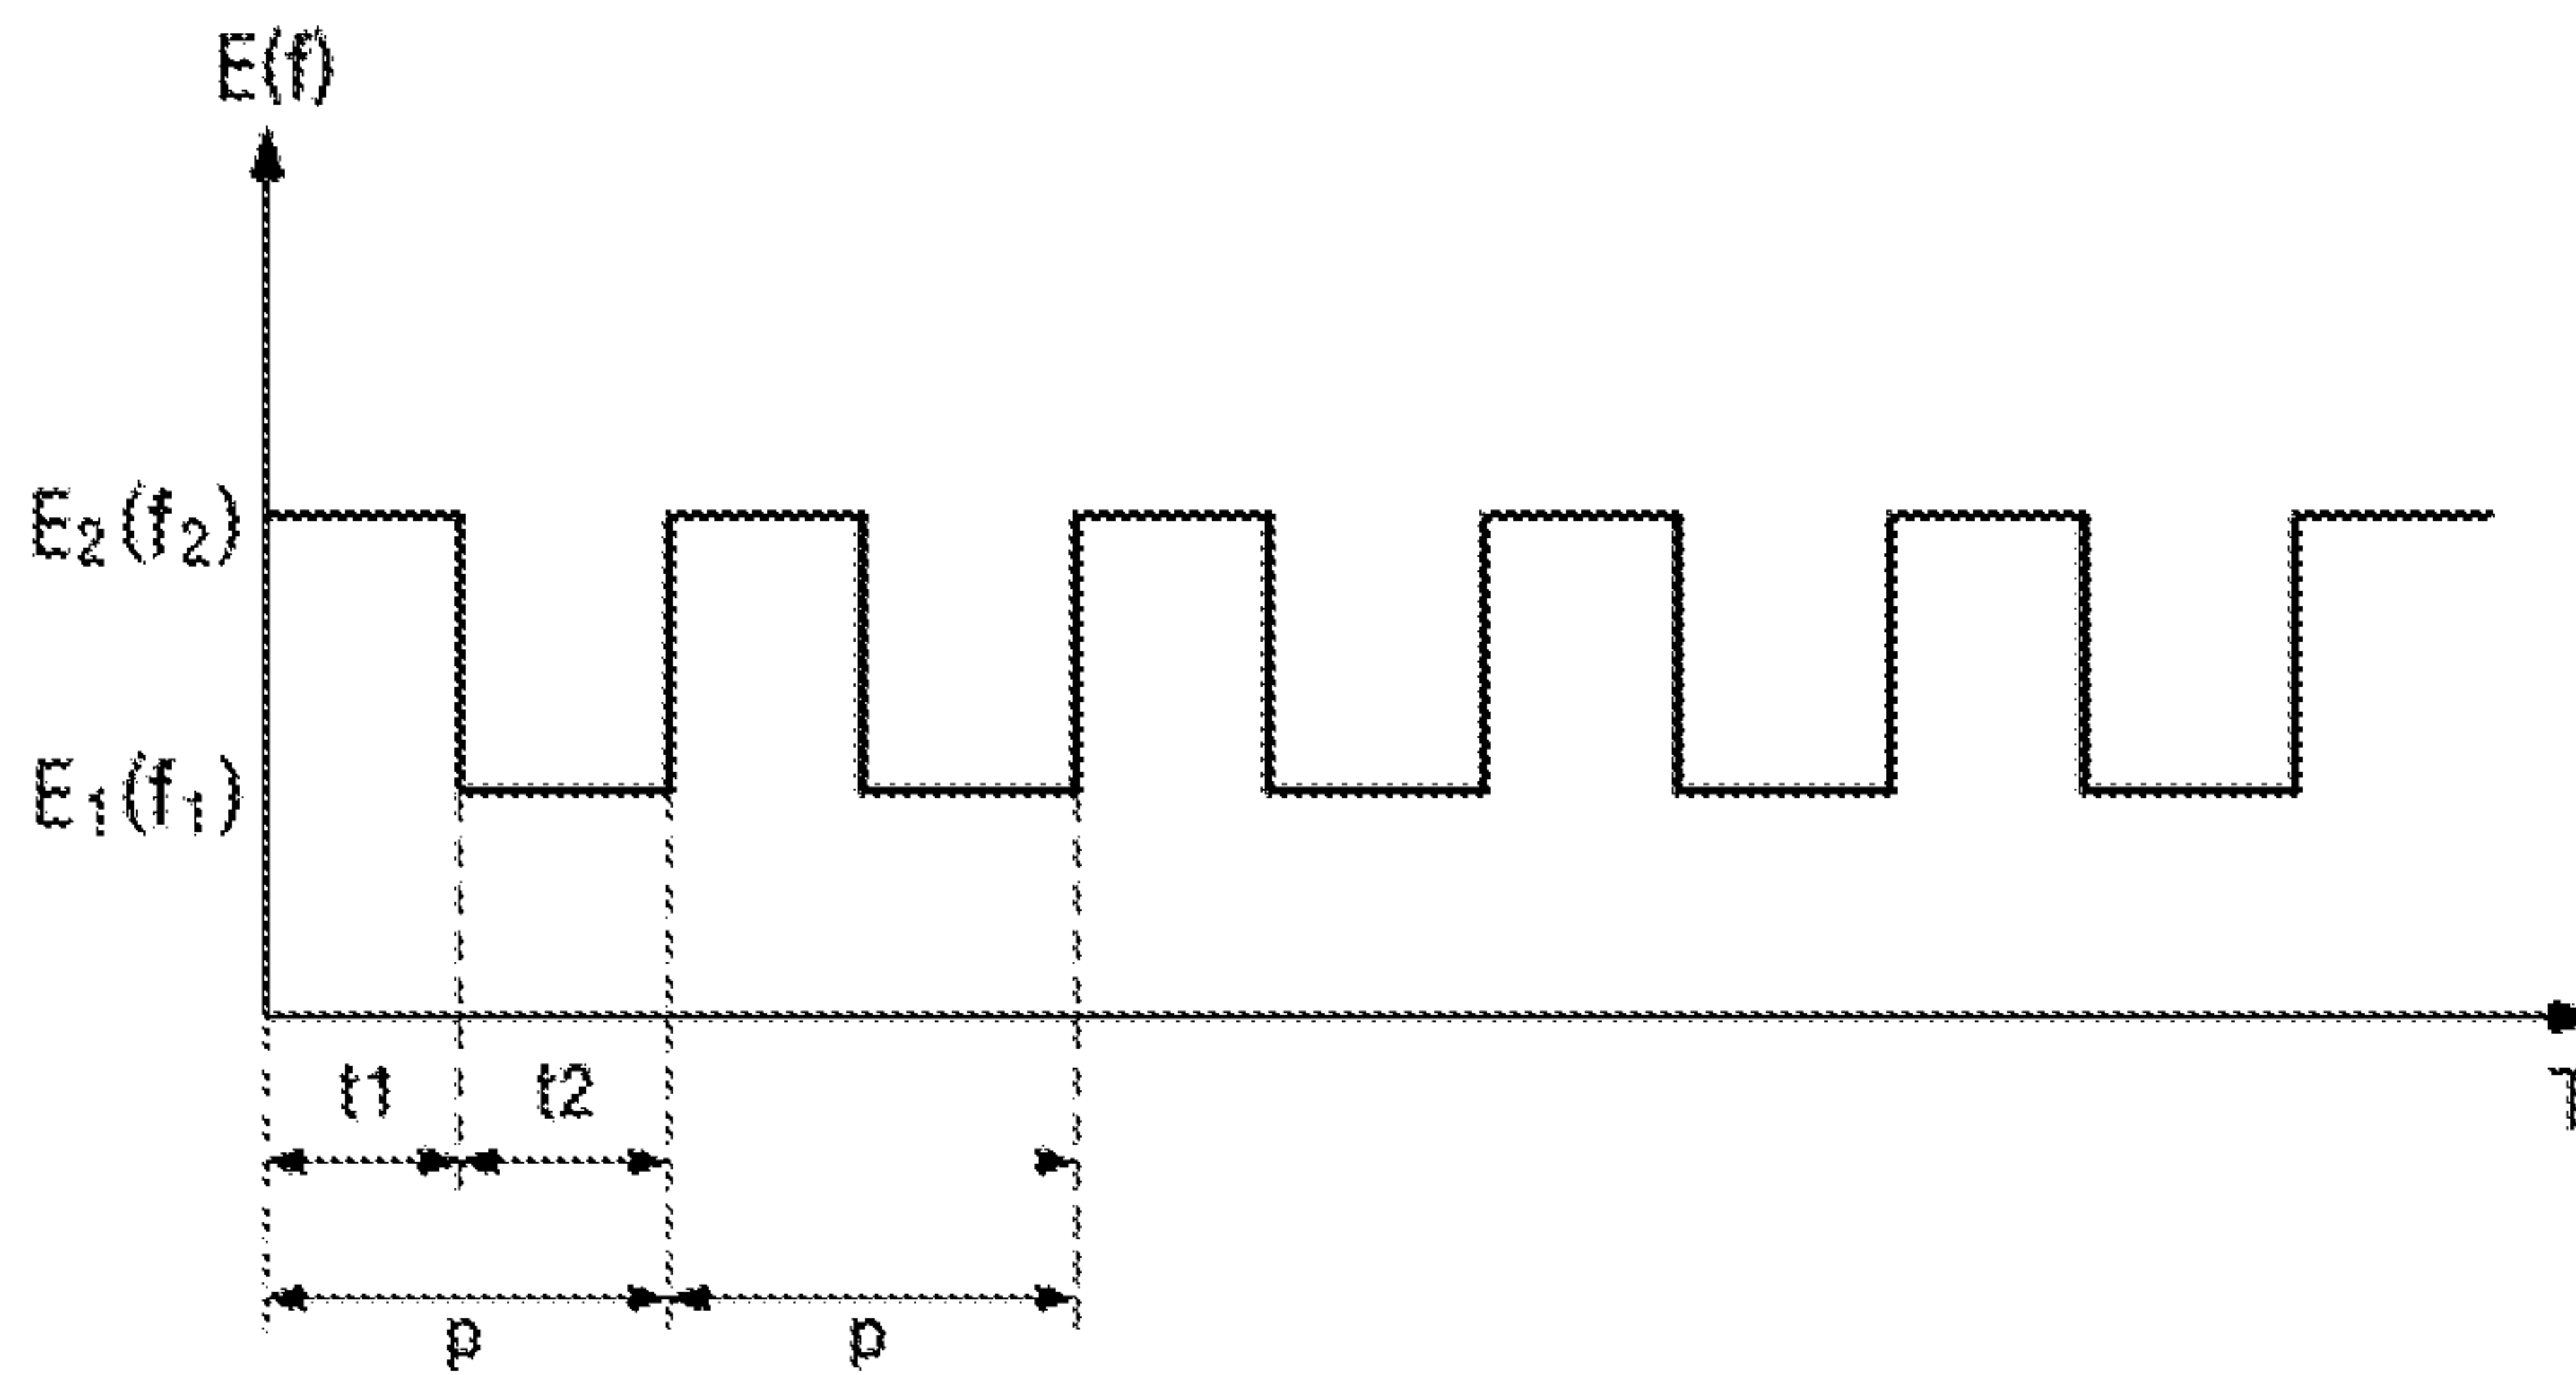 E(f)
E₂(f₂)
E₁(f₁)
t1 t2
T
p p